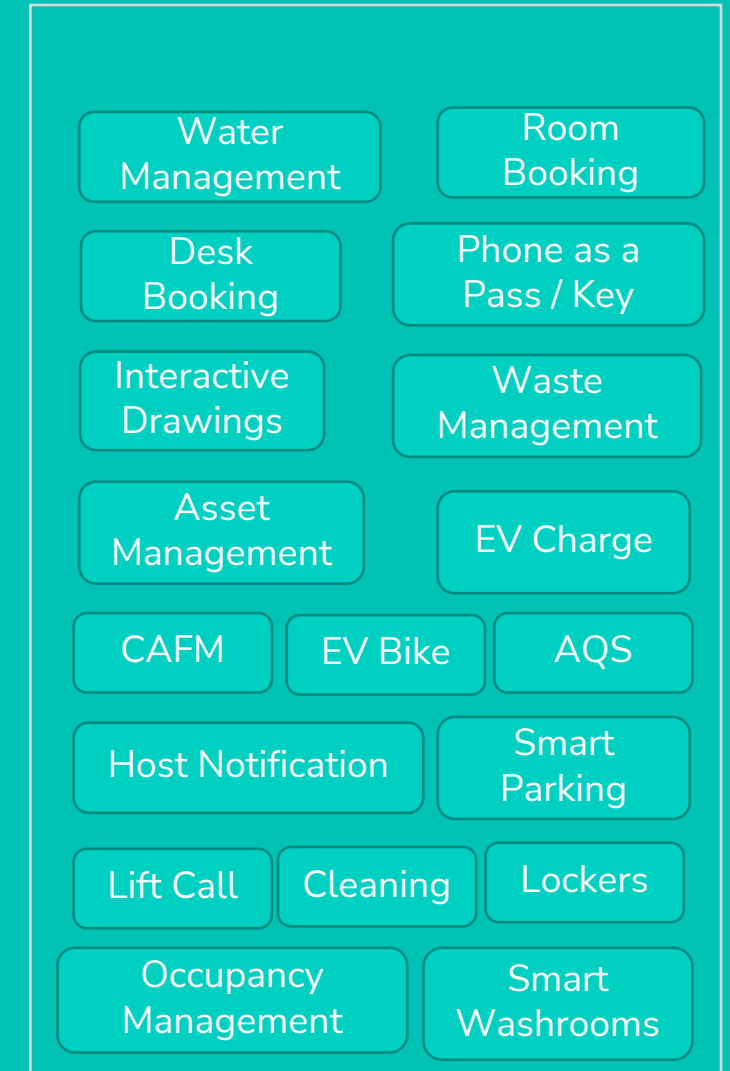 Water
Management
Room
Booking
Desk
Booking
Phone as a
Pass / Key
Interactive
Drawings
Waste
Management
Asset
Management
EV Charge
CAFM
EV Bike
AQS
Host Notification
Smart
Parking
Lift Call
Cleaning
Lockers
Occupancy
Management
Smart
Washrooms